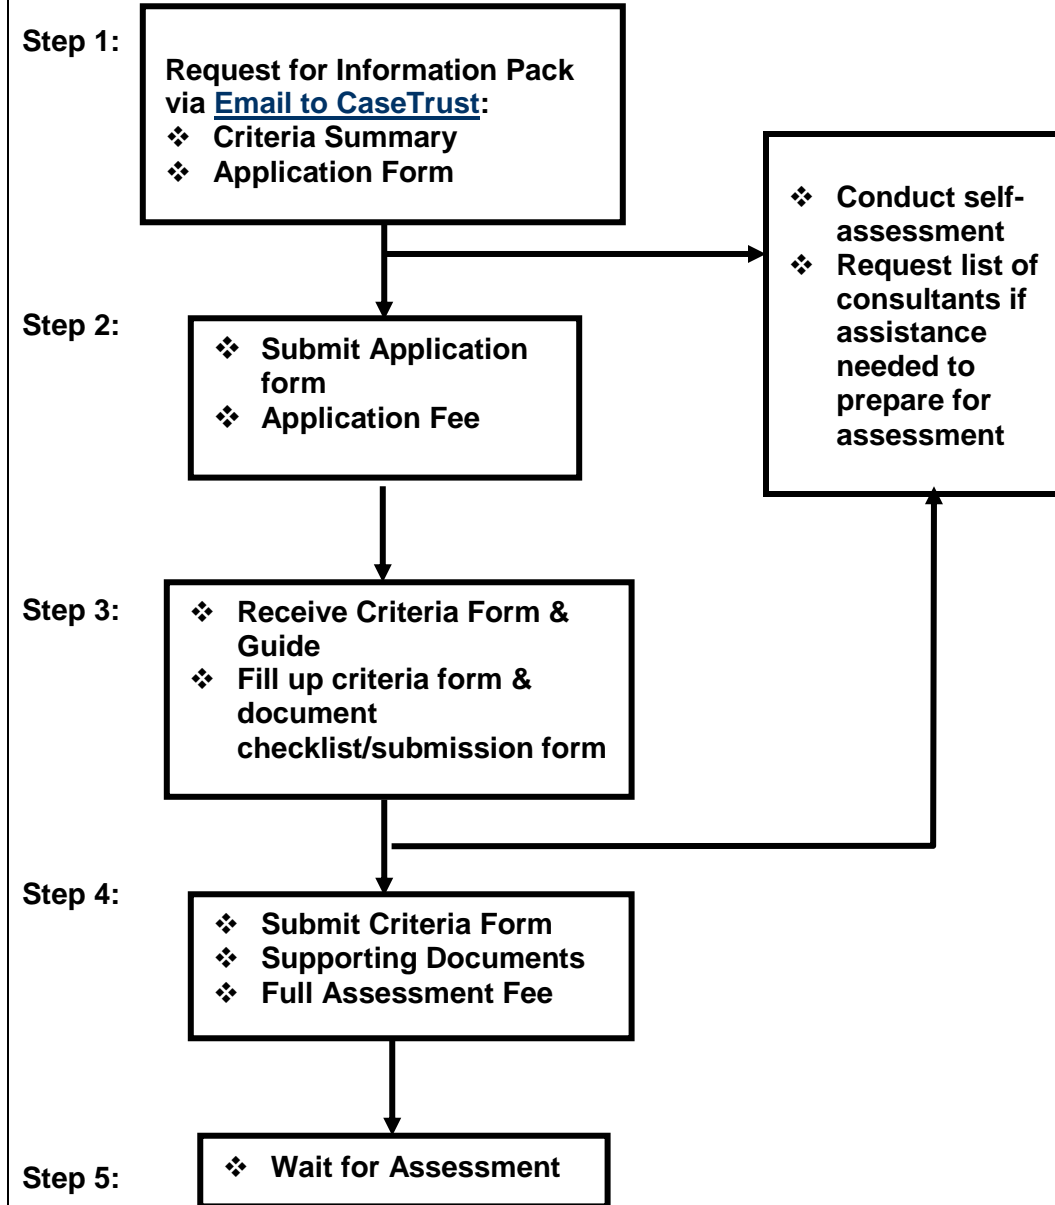 Step 1:
Request for Information Pack
via Email to CaseTrust:
❖ Criteria Summary
❖ Application Form
❖ Conduct self-
assessment
❖ Request list of
consultants if
assistance
needed to
prepare for
assessment
Step 2:
❖ Submit Application
form
❖ Application Fee
Step 3:
❖ Receive Criteria Form &
Guide
❖ Fill up criteria form &
document
checklist/submission form
Step 4:
❖ Submit Criteria Form
❖ Supporting Documents
❖ Full Assessment Fee
Step 5:
❖ Wait for Assessment